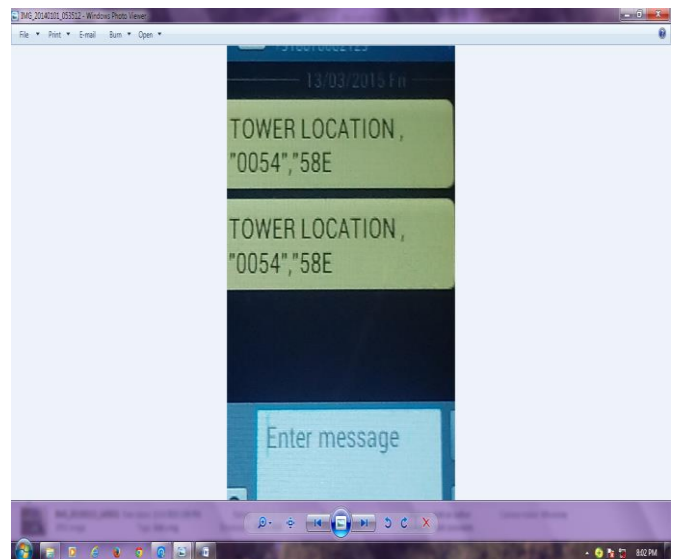 IMG_20140101_053512 - Windows Photo Viewer
File Print E-mail Burn Open
13/03/2015 Fri
TOWER LOCATION ,
"0054","58E
TOWER LOCATION ,
"0054","58E
Enter message
8:02 PM